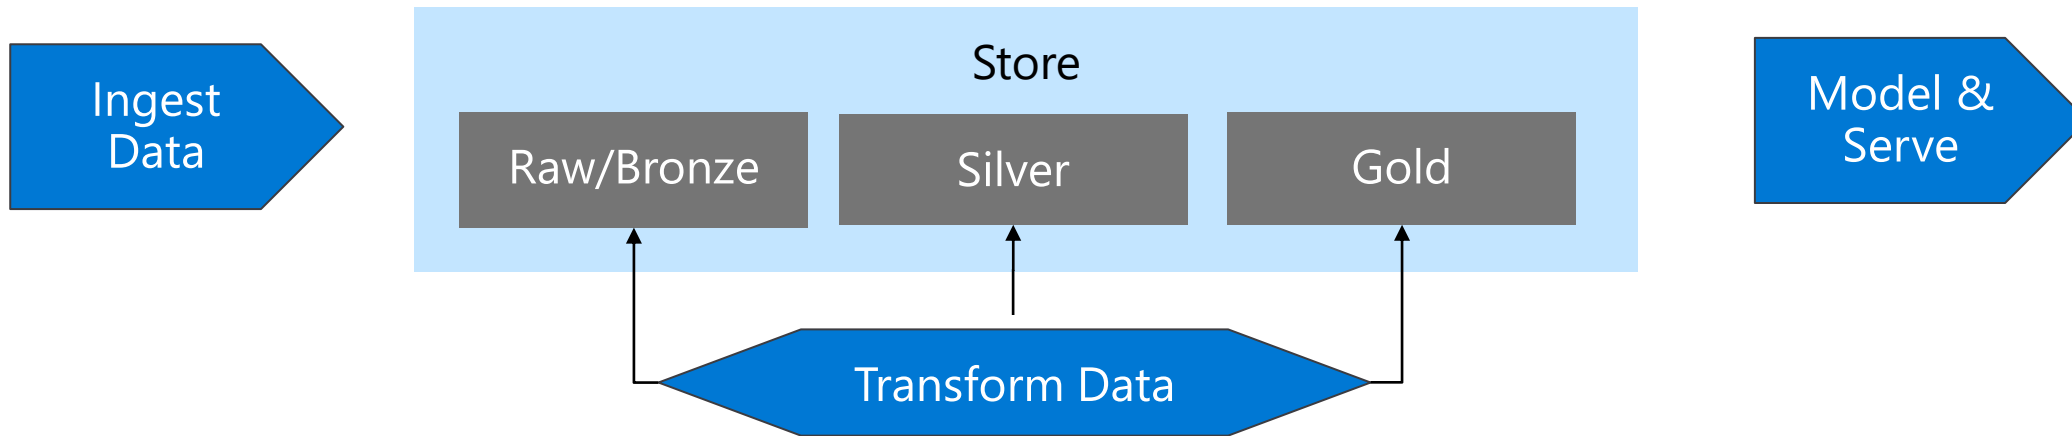 Ingest
Data
Store
Raw/Bronze
Silver
Gold
Transform Data
Model &
Serve